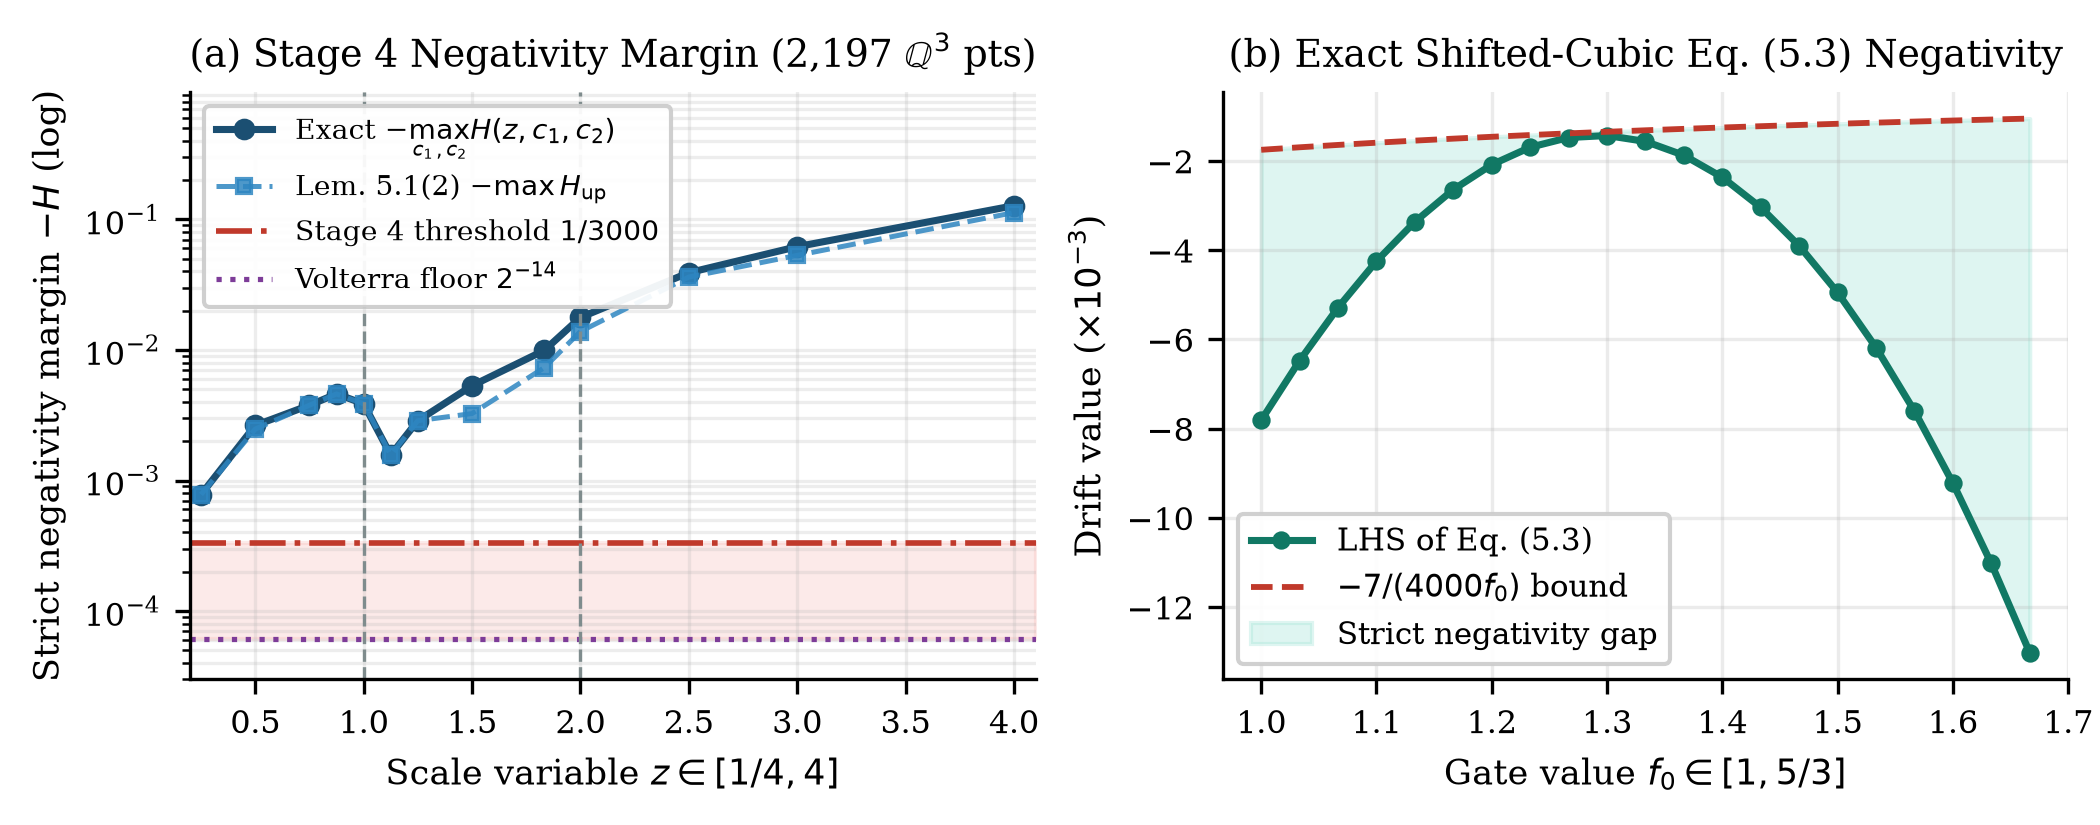 (a) Stage 4 Negativity Margin (2,197 ℚ³ pts)
Strict negativity margin −H (log)
10⁻¹
10⁻²
10⁻³
10⁻⁴
Exact −max H(z, c₁, c₂)
c₁, c₂
Lem. 5.1(2) −max H_up
Stage 4 threshold 1/3000
Volterra floor 2⁻¹⁴
0.5 1.0 1.5 2.0 2.5 3.0 3.5 4.0
Scale variable z ∈ [1/4, 4]
(b) Exact Shifted-Cubic Eq. (5.3) Negativity
Drift value (×10⁻³)
−2
−4
−6
−8
−10
−12
LHS of Eq. (5.3)
−7/(4000f₀) bound
Strict negativity gap
1.0 1.1 1.2 1.3 1.4 1.5 1.6 1.7
Gate value f₀ ∈ [1, 5/3]